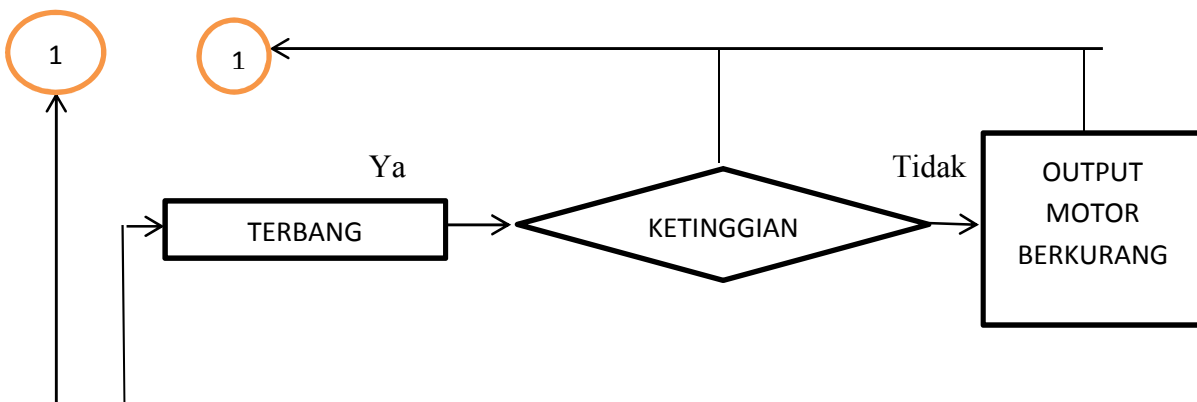 1
1
Ya
Tidak
TERBANG
KETINGGIAN
OUTPUT
MOTOR
BERKURANG